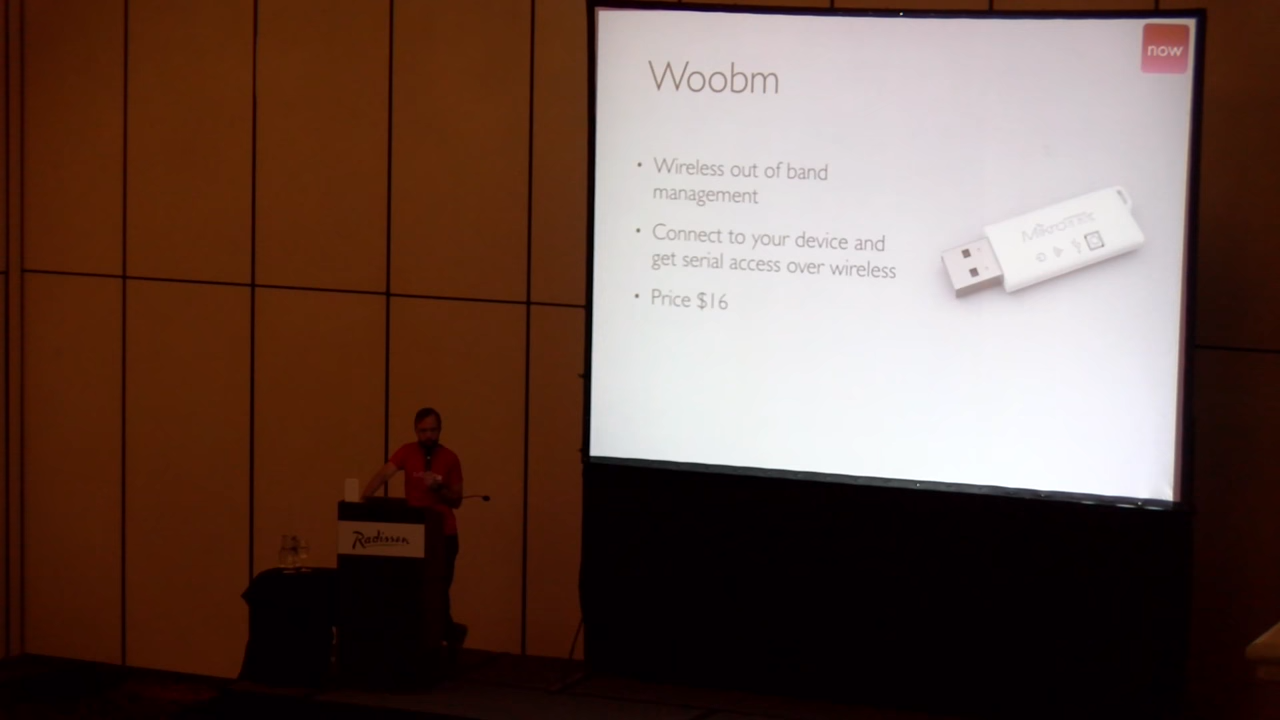 now
Woobm
• Wireless out of band
management
• Connect to your device and
get serial access over wireless
• Price $16
MikroTik
Radisson